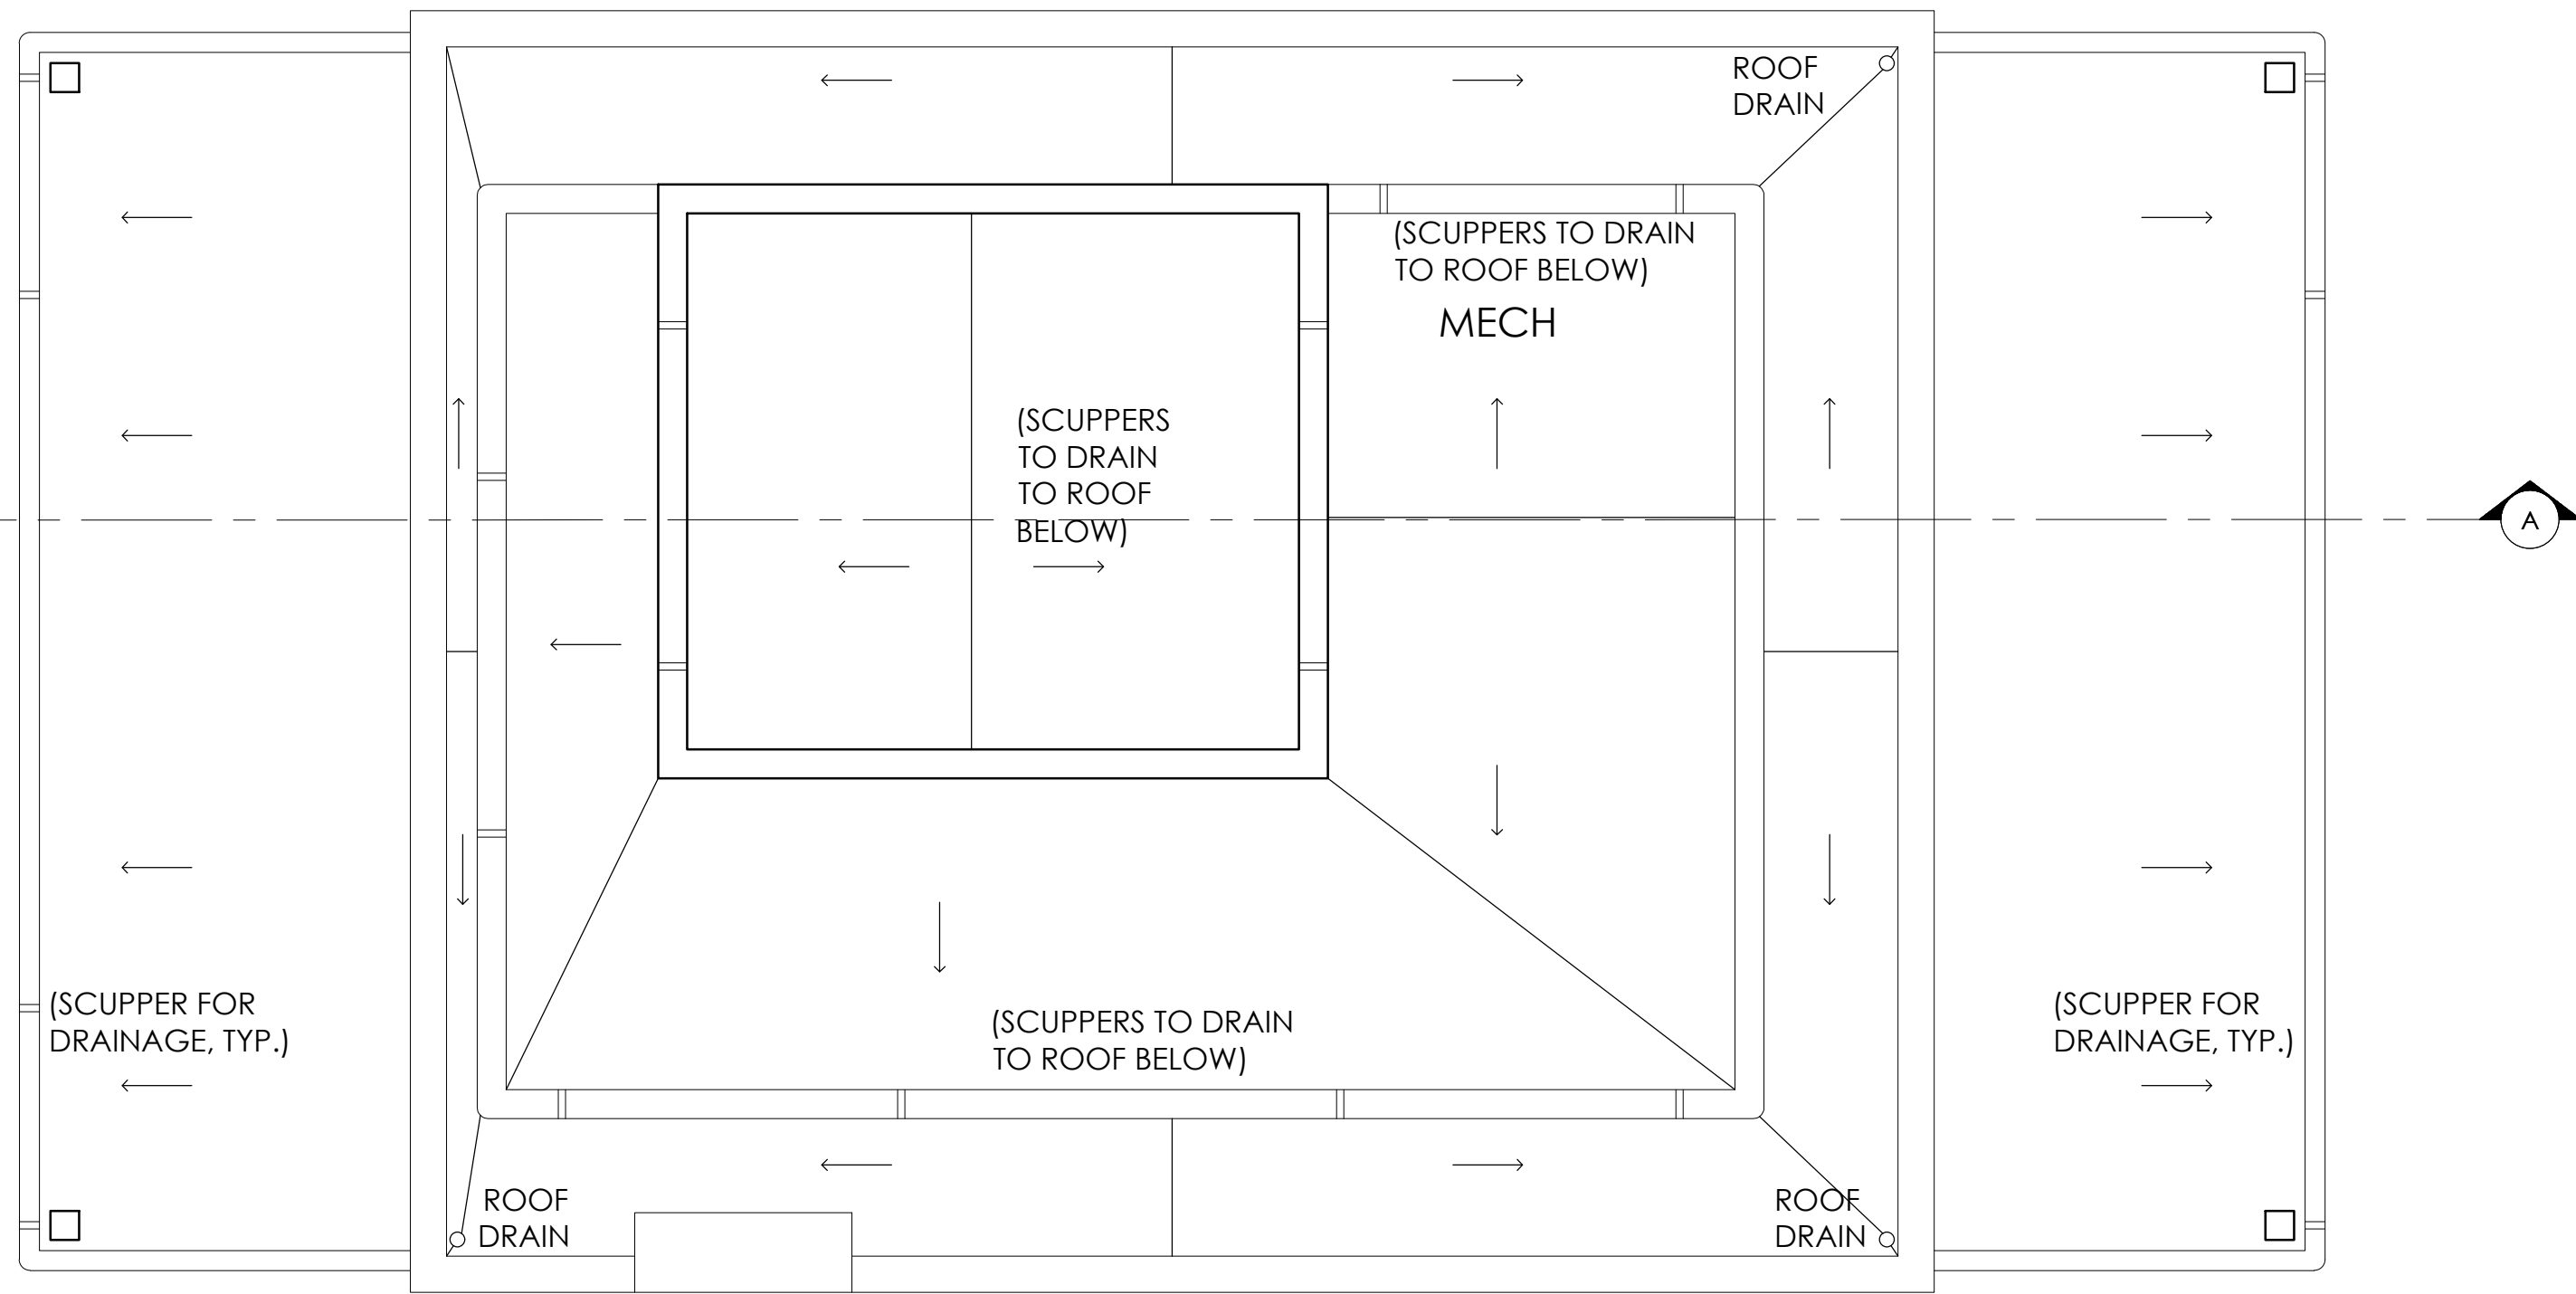 ROOF
DRAIN
(SCUPPERS TO DRAIN
TO ROOF BELOW)
MECH
(SCUPPERS
TO DRAIN
TO ROOF
BELOW)
A
(SCUPPER FOR
DRAINAGE, TYP.)
(SCUPPERS TO DRAIN
TO ROOF BELOW)
(SCUPPER FOR
DRAINAGE, TYP.)
ROOF
DRAIN
ROOF
DRAIN